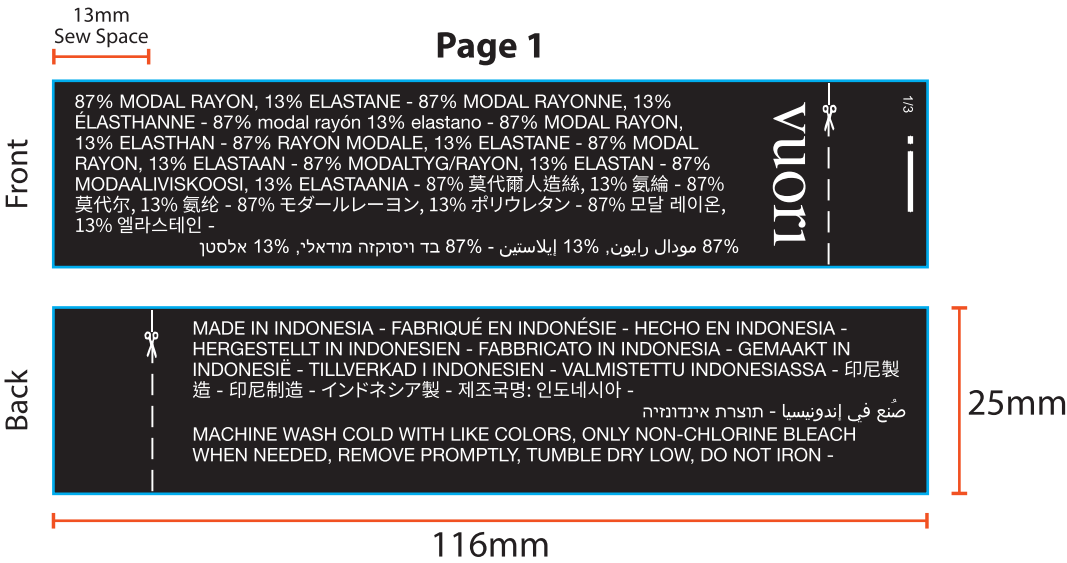 13mm
Sew Space
Page 1
Front
87% MODAL RAYON, 13% ELASTANE - 87% MODAL RAYONNE, 13%
ÉLASTHANNE - 87% modal rayón 13% elastano - 87% MODAL RAYON,
13% ELASTHAN - 87% RAYON MODALE, 13% ELASTANE - 87% MODAL
RAYON, 13% ELASTAAN - 87% MODALTYG/RAYON, 13% ELASTAN - 87%
MODAALIVISKOOSI, 13% ELASTAANIA - 87% 莫代爾人造絲, 13% 氨綸 - 87%
莫代尔, 13% 氨纶 - 87% モダールレーヨン, 13% ポリウレタン - 87% 모달 레이온,
13% 엘라스테인 -
87% مودال رايون, 13% إيلاستين - 87% בד ויסוקזה מודאלי, 13% אלסטן
vuori
1/3
Back
MADE IN INDONESIA - FABRIQUÉ EN INDONÉSIE - HECHO EN INDONESIA -
HERGESTELLT IN INDONESIEN - FABBRICATO IN INDONESIA - GEMAAKT IN
INDONESIË - TILLVERKAD I INDONESIEN - VALMISTETTU INDONESIASSA - 印尼製
造 - 印尼制造 - インドネシア製 - 제조국명: 인도네시아 -
صُنع في إندونيسيا - תוצרת אינדונזיה
MACHINE WASH COLD WITH LIKE COLORS, ONLY NON-CHLORINE BLEACH
WHEN NEEDED, REMOVE PROMPTLY, TUMBLE DRY LOW, DO NOT IRON -
25mm
116mm